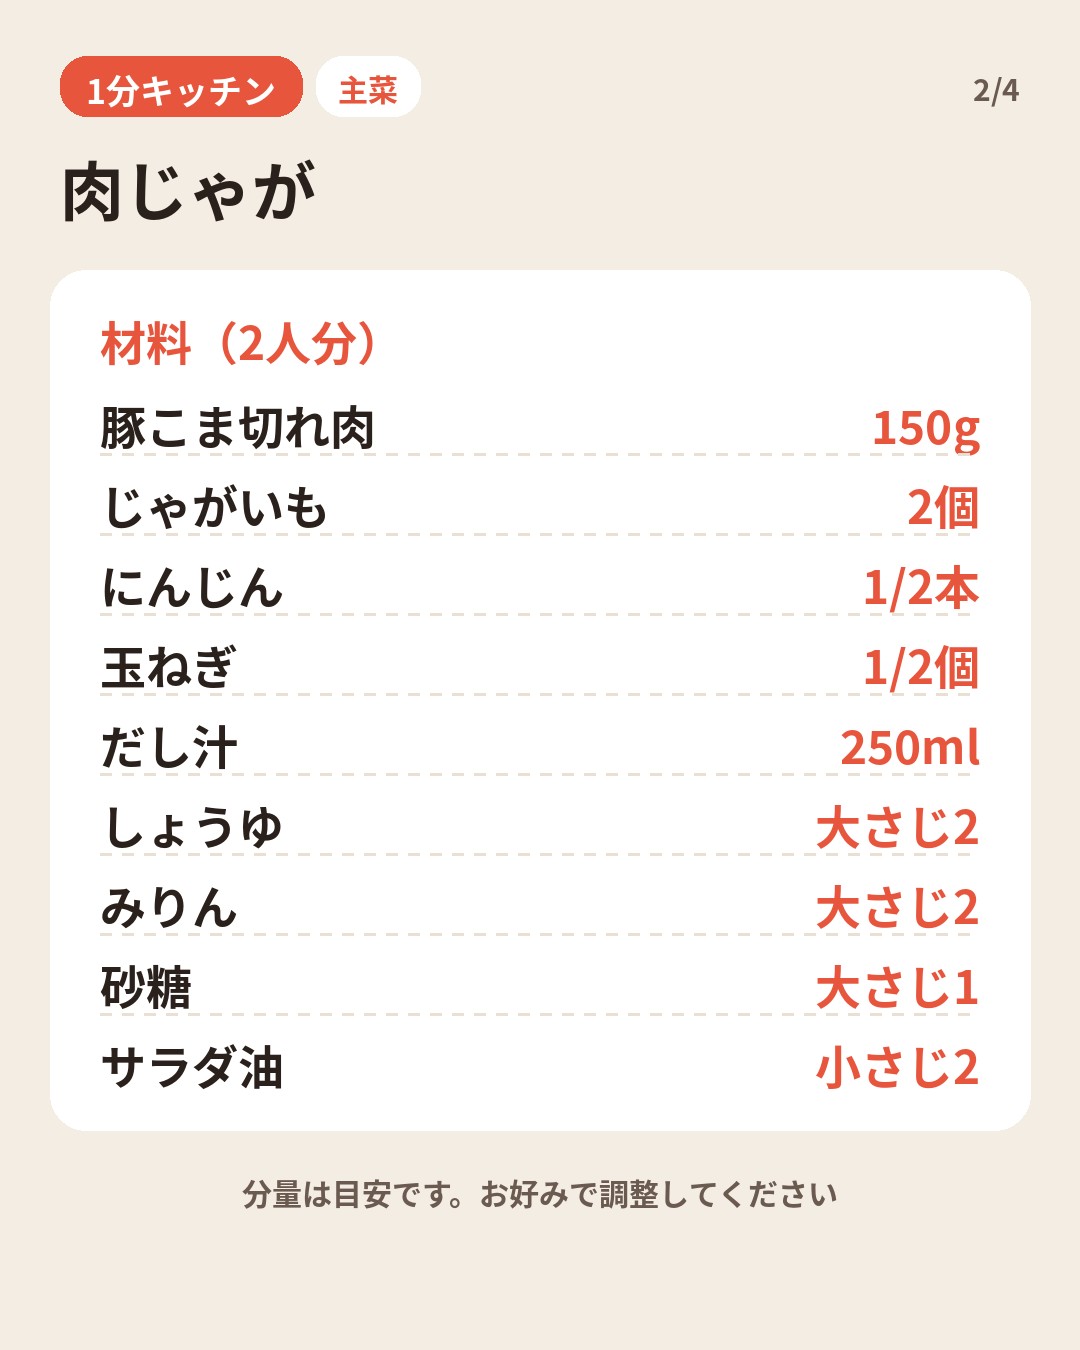 1分キッチン 主菜 2/4
肉じゃが
材料（2人分）
豚こま切れ肉 150g
じゃがいも 2個
にんじん 1/2本
玉ねぎ 1/2個
だし汁 250ml
しょうゆ 大さじ2
みりん 大さじ2
砂糖 大さじ1
サラダ油 小さじ2
分量は目安です。お好みで調整してください